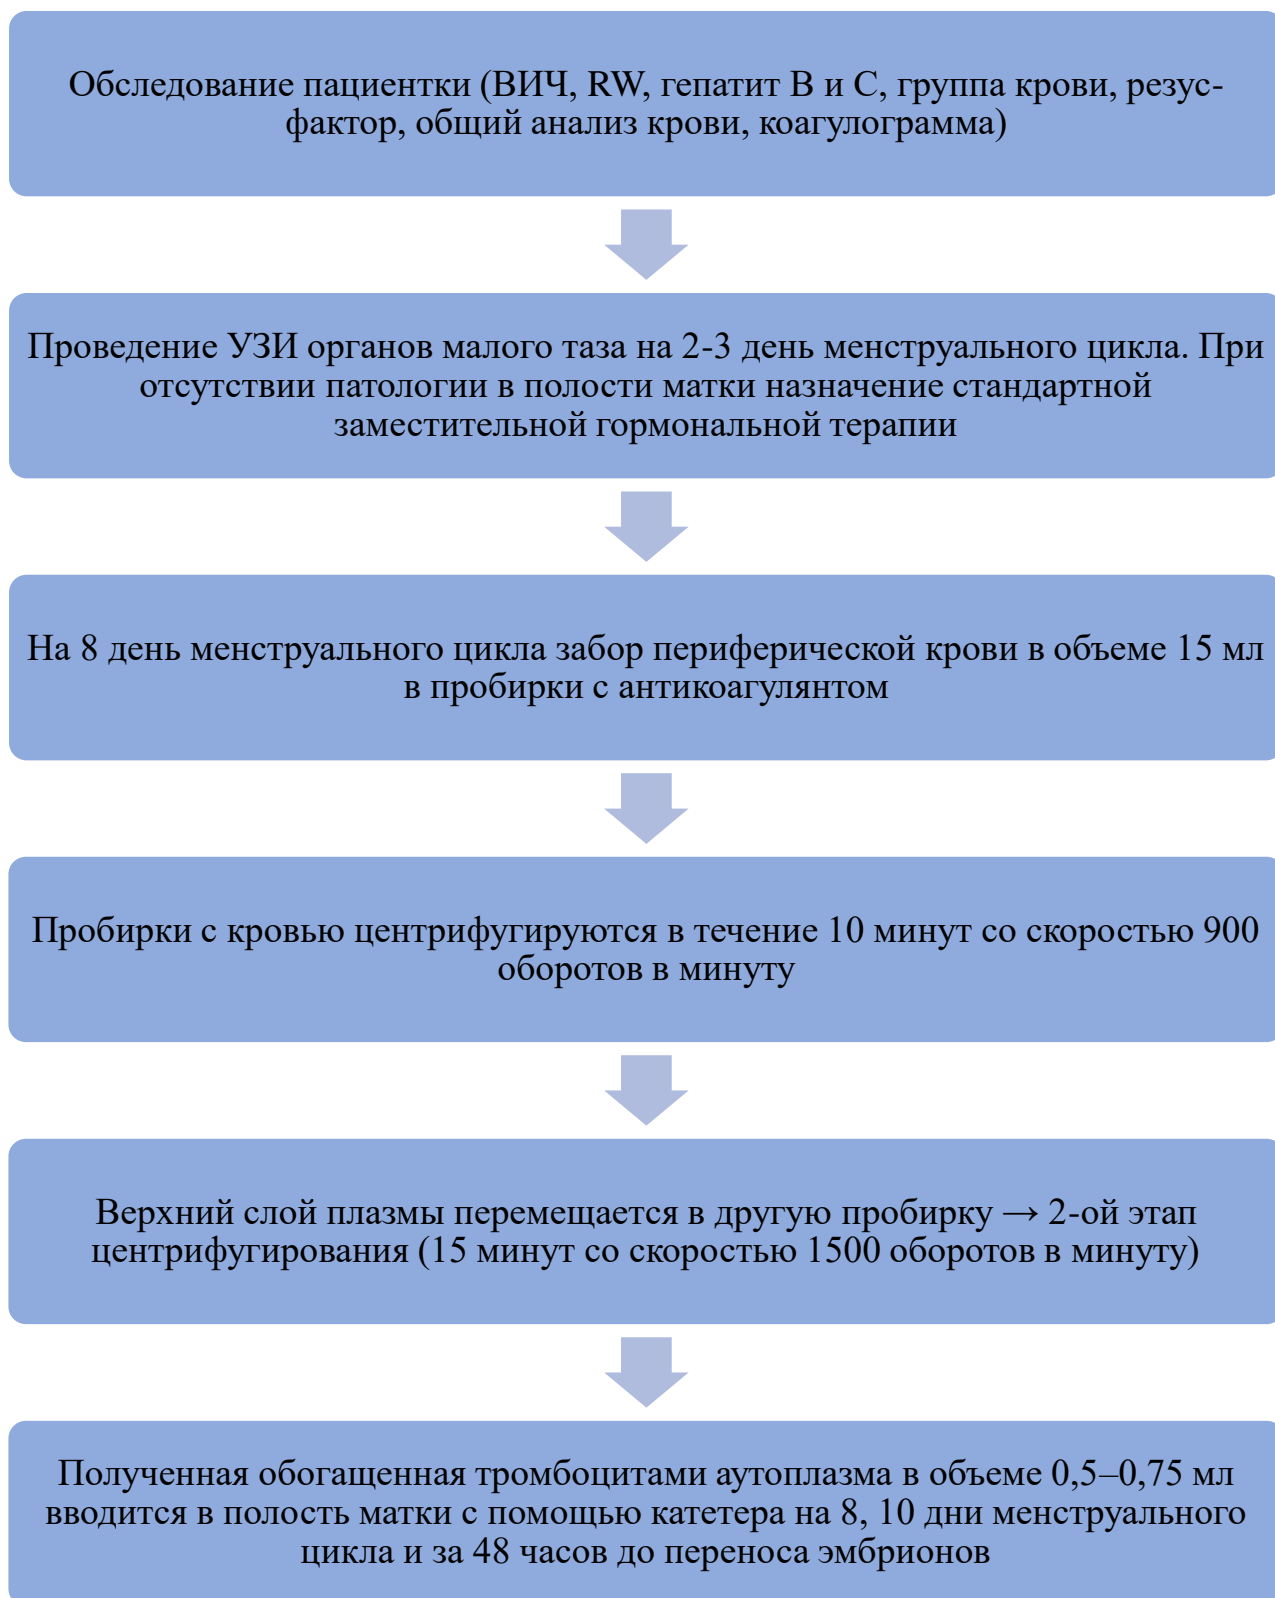 Обследование пациентки (ВИЧ, RW, гепатит В и С, группа крови, резус-
фактор, общий анализ крови, коагулограмма)
Проведение УЗИ органов малого таза на 2-3 день менструального цикла. При
отсутствии патологии в полости матки назначение стандартной
заместительной гормональной терапии
На 8 день менструального цикла забор периферической крови в объеме 15 мл
в пробирки с антикоагулянтом
Пробирки с кровью центрифугируются в течение 10 минут со скоростью 900
оборотов в минуту
Верхний слой плазмы перемещается в другую пробирку → 2-ой этап
центрифугирования (15 минут со скоростью 1500 оборотов в минуту)
Полученная обогащенная тромбоцитами аутоплазма в объеме 0,5–0,75 мл
вводится в полость матки с помощью катетера на 8, 10 дни менструального
цикла и за 48 часов до переноса эмбрионов